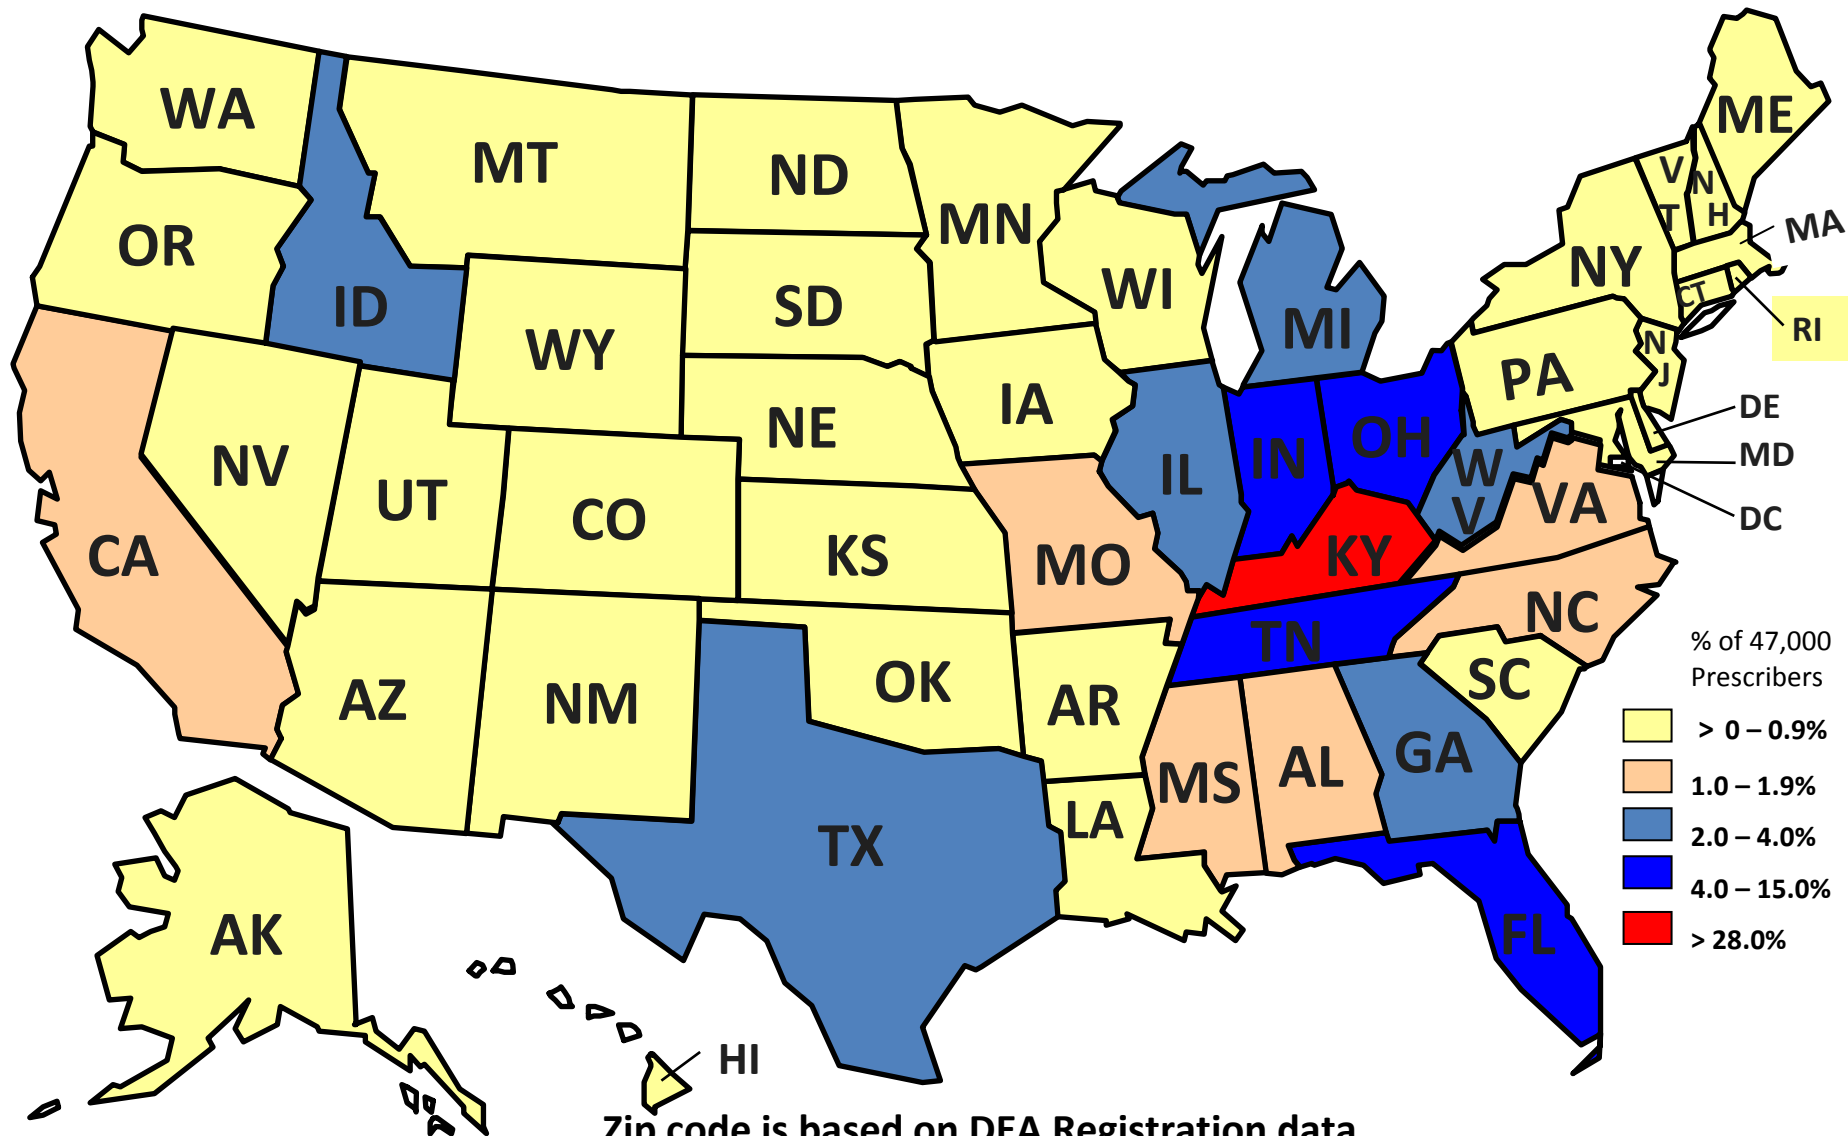 WA
MT
ND
MN
ME
V
T
N
H
MA
OR
ID
WY
SD
WI
MI
NY
CT
RI
NV
UT
CO
NE
IA
IL
IN
OH
PA
N
J
DE
MD
DC
W
V
VA
CA
KS
MO
KY
NC
TN
SC
AZ
NM
OK
AR
MS
AL
GA
LA
TX
FL
AK
HI
% of 47,000
Prescribers
> 0 – 0.9%
1.0 – 1.9%
2.0 – 4.0%
4.0 – 15.0%
> 28.0%
Zip code is based on DEA Registration data